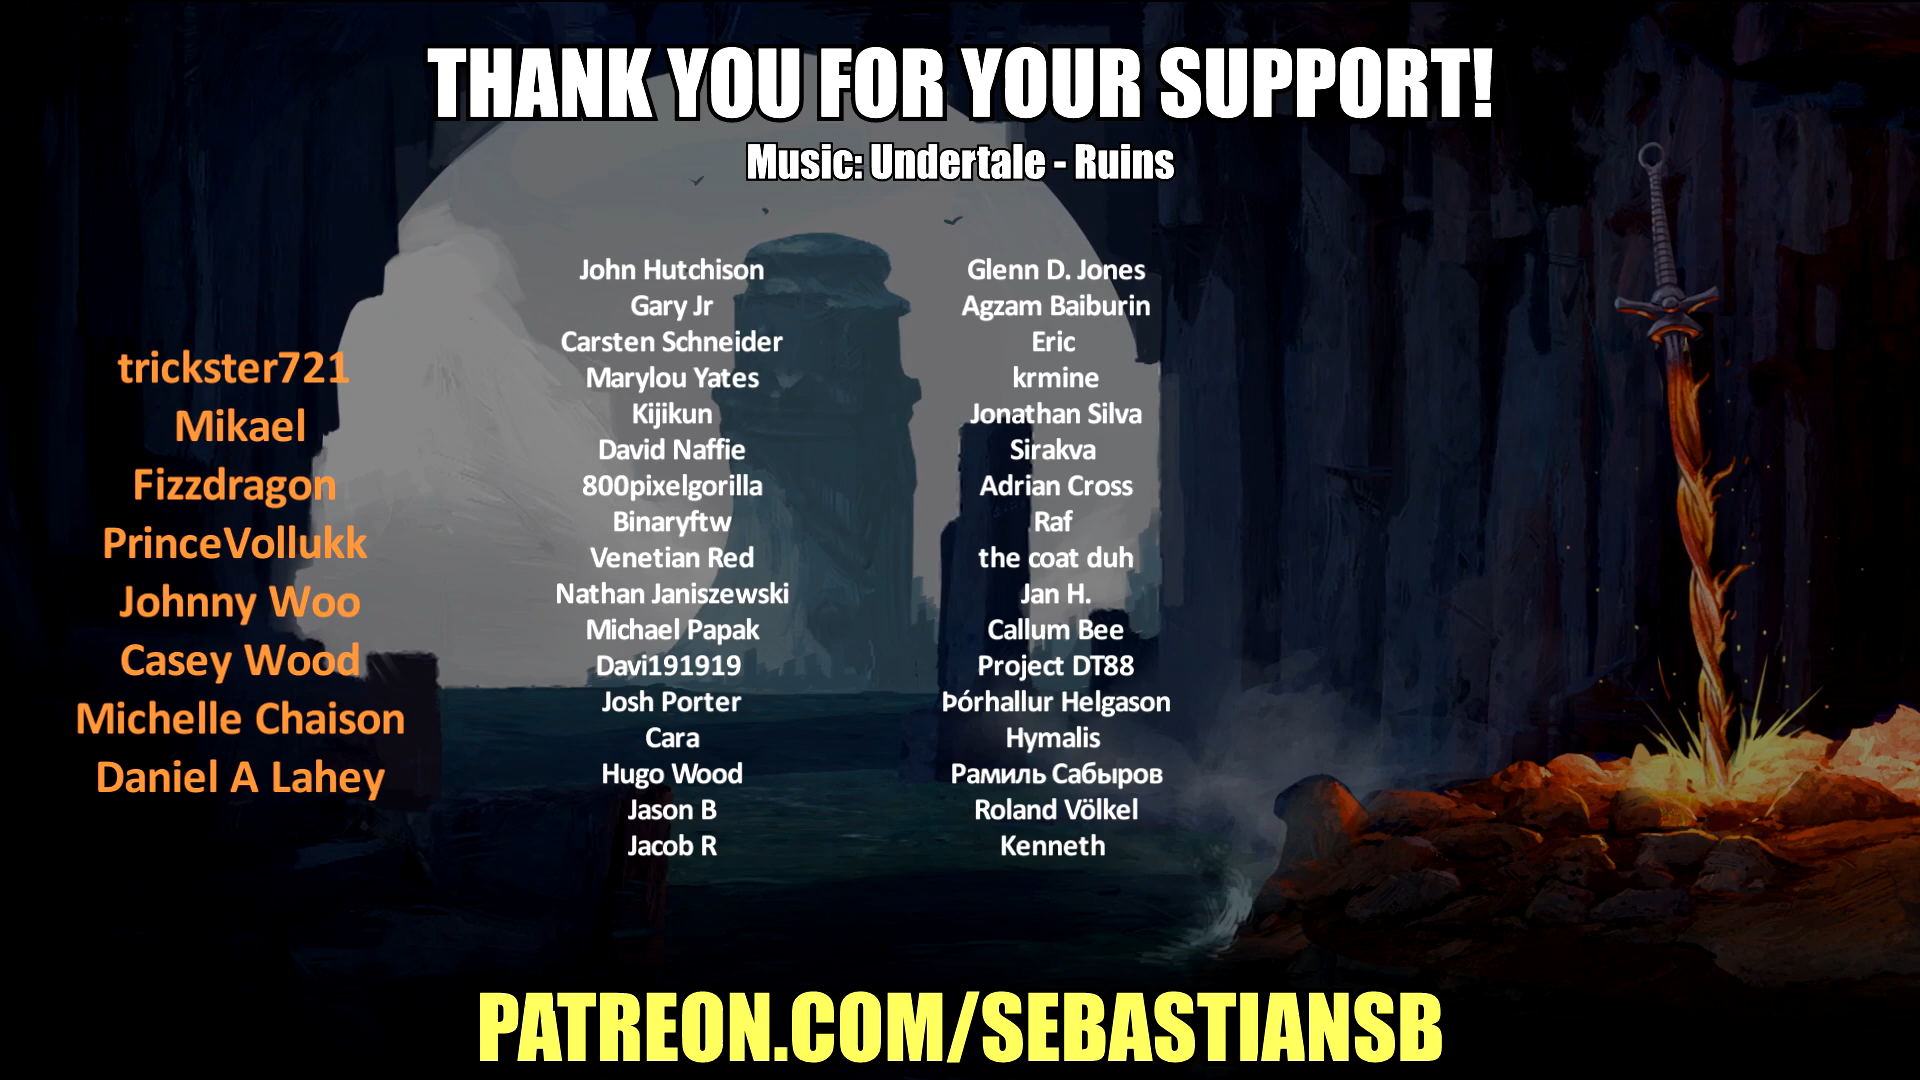 THANK YOU FOR YOUR SUPPORT!
Music: Undertale - Ruins
trickster721
Mikael
Fizzdragon
PrinceVollukk
Johnny Woo
Casey Wood
Michelle Chaison
Daniel A Lahey
John Hutchison
Gary Jr
Carsten Schneider
Marylou Yates
Kijikun
David Naffie
800pixelgorilla
Binaryftw
Venetian Red
Nathan Janiszewski
Michael Papak
Davi191919
Josh Porter
Cara
Hugo Wood
Jason B
Jacob R
Glenn D. Jones
Agzam Baiburin
Eric
krmine
Jonathan Silva
Sirakva
Adrian Cross
Raf
the coat duh
Jan H.
Callum Bee
Project DT88
Þórhallur Helgason
Hymalis
Рамиль Сабыров
Roland Völkel
Kenneth
PATREON.COM/SEBASTIANSB